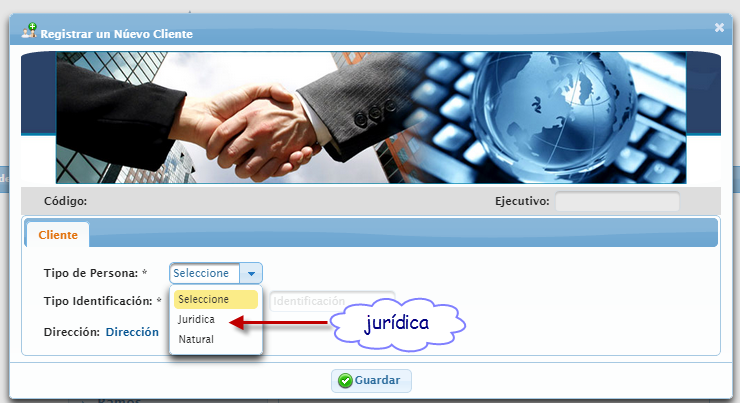 Registrar un Núevo Cliente
Código:
Ejecutivo:
Cliente
Tipo de Persona: *
Seleccione
Tipo Identificación: *
Identificación
Seleccione
Juridica
jurídica
Natural
Dirección: Dirección
Guardar